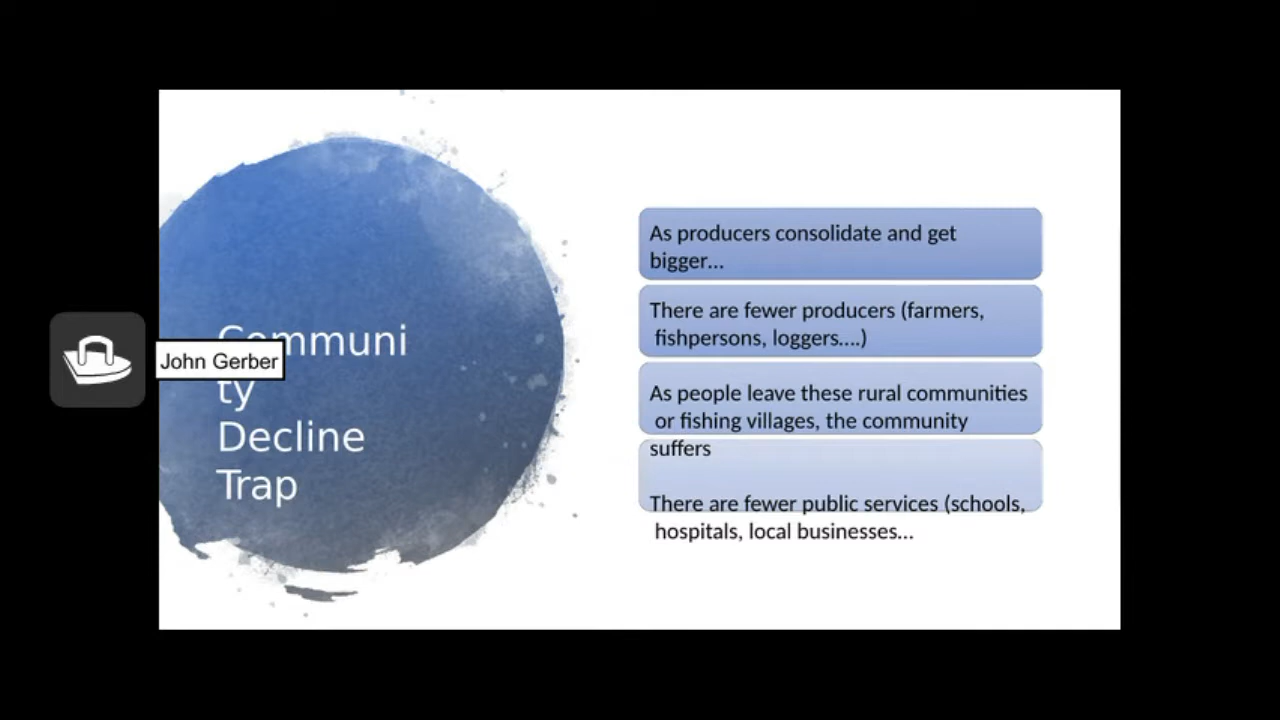 Communi
ty
Decline
Trap
John Gerber
As producers consolidate and get
bigger...
There are fewer producers (farmers,
fishpersons, loggers....)
As people leave these rural communities
or fishing villages, the community
suffers
There are fewer public services (schools,
hospitals, local businesses...